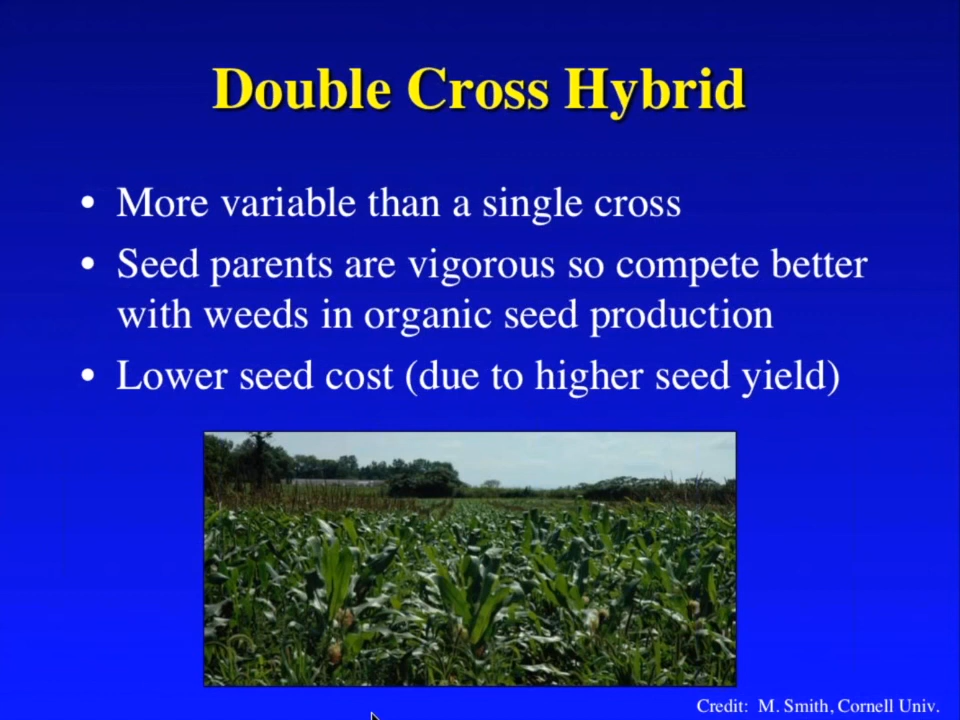 Double Cross Hybrid
• More variable than a single cross
• Seed parents are vigorous so compete better
with weeds in organic seed production
• Lower seed cost (due to higher seed yield)
Credit: M. Smith, Cornell Univ.